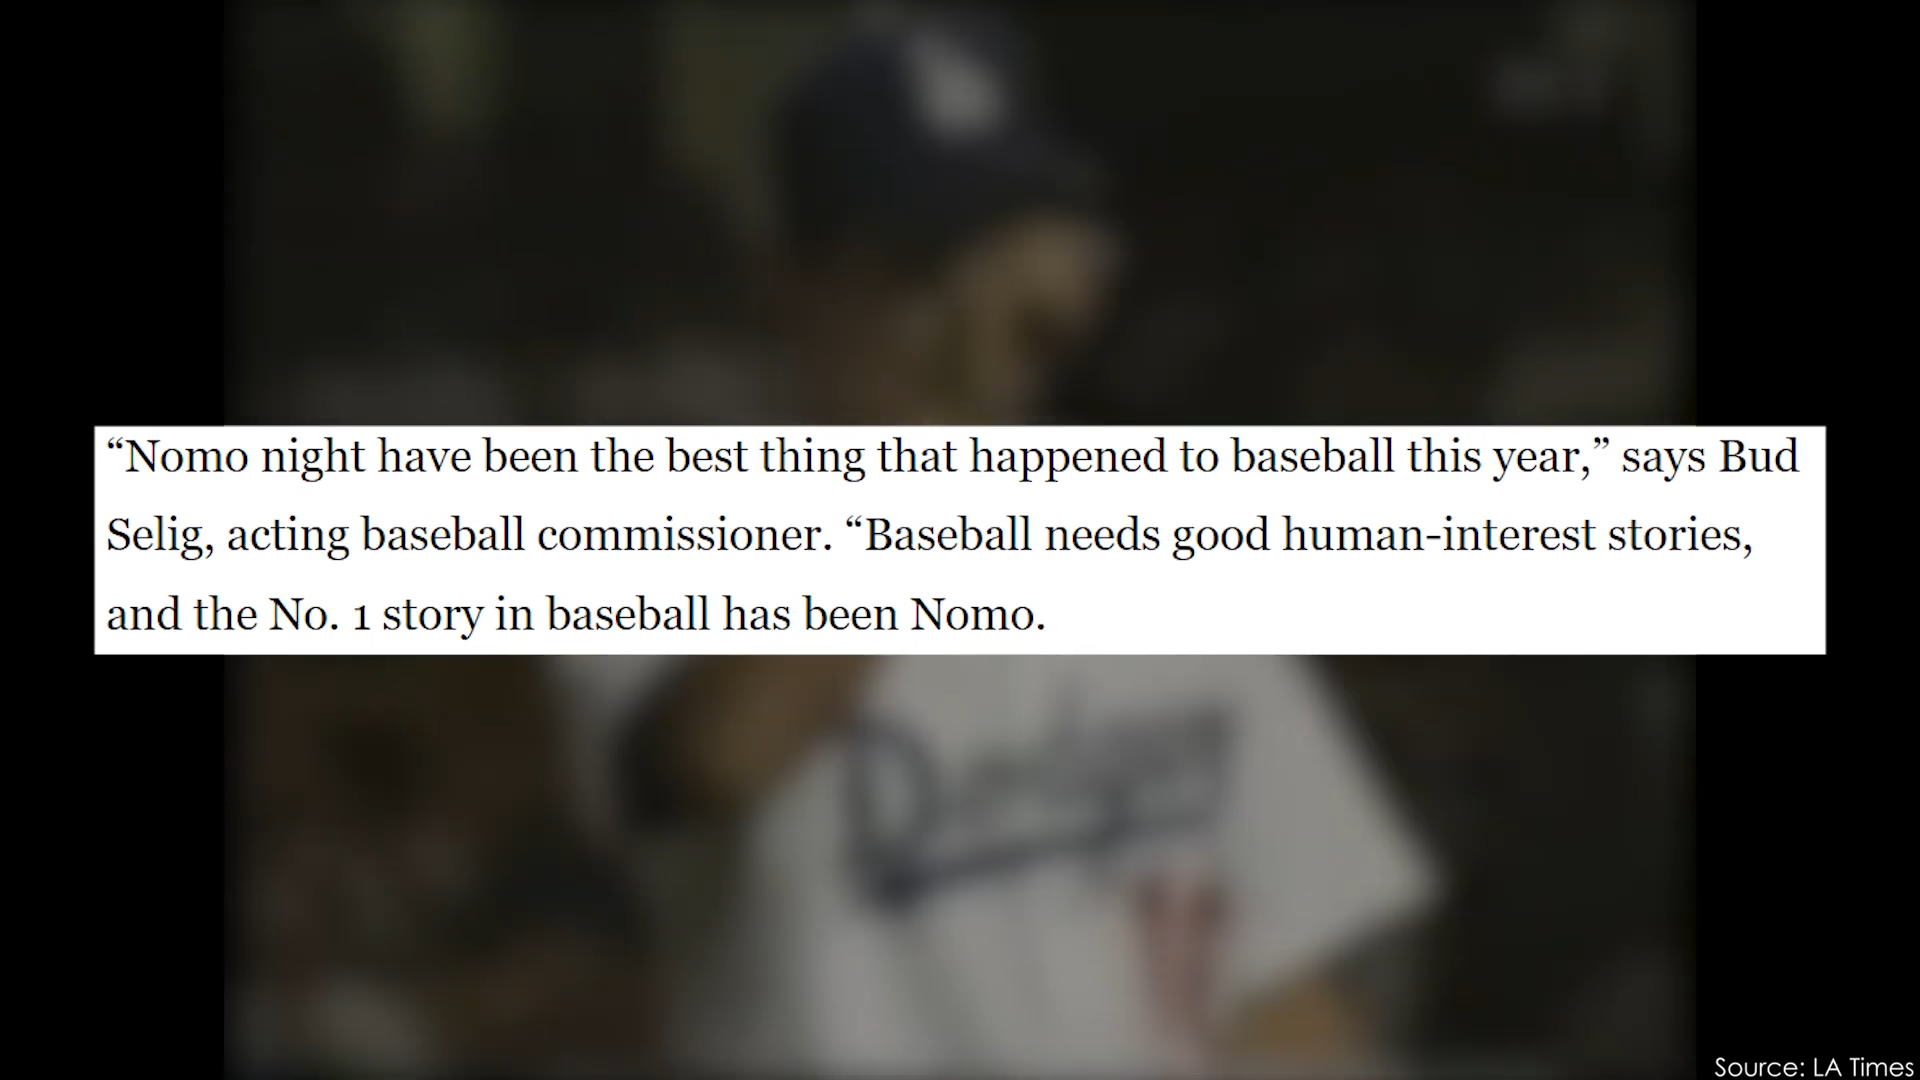 “Nomo night have been the best thing that happened to baseball this year,” says Bud
Selig, acting baseball commissioner. “Baseball needs good human-interest stories,
and the No. 1 story in baseball has been Nomo.
Dodgers
Source: LA Times